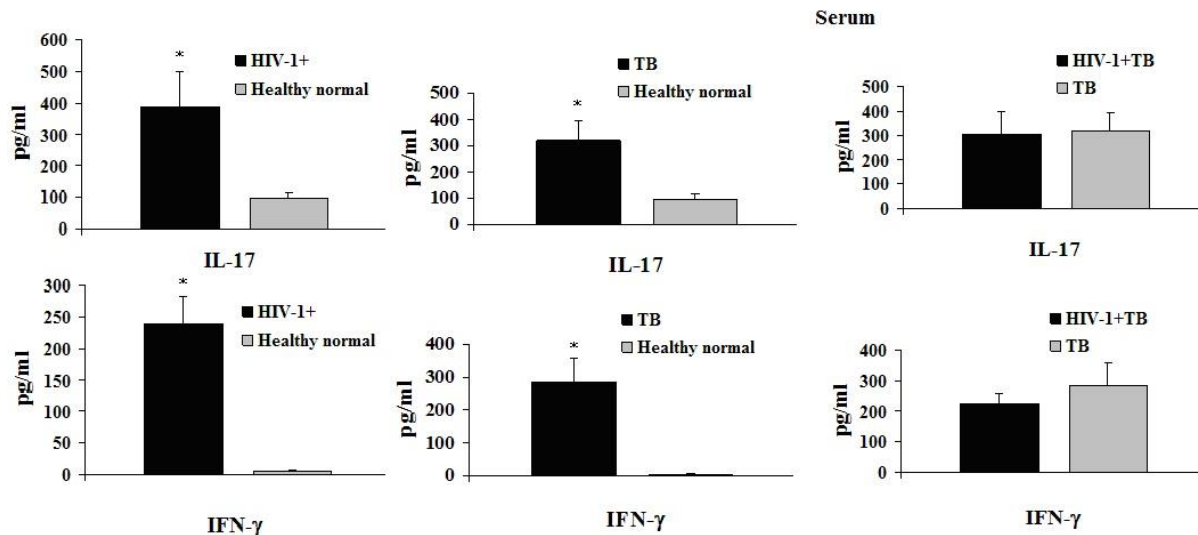 Serum
600
500
400
300
200
100
0
pg/ml
*
HIV-1+
Healthy normal
IL-17
500
400
300
200
100
0
pg/ml
*
TB
Healthy normal
IL-17
500
400
300
200
100
0
pg/ml
HIV-1+TB
TB
IL-17
300
250
200
150
100
50
0
pg/ml
*
HIV-1+
Healthy normal
IFN-γ
400
300
200
100
0
pg/ml
*
TB
Healthy normal
IFN-γ
400
300
200
100
0
pg/ml
HIV-1+TB
TB
IFN-γ